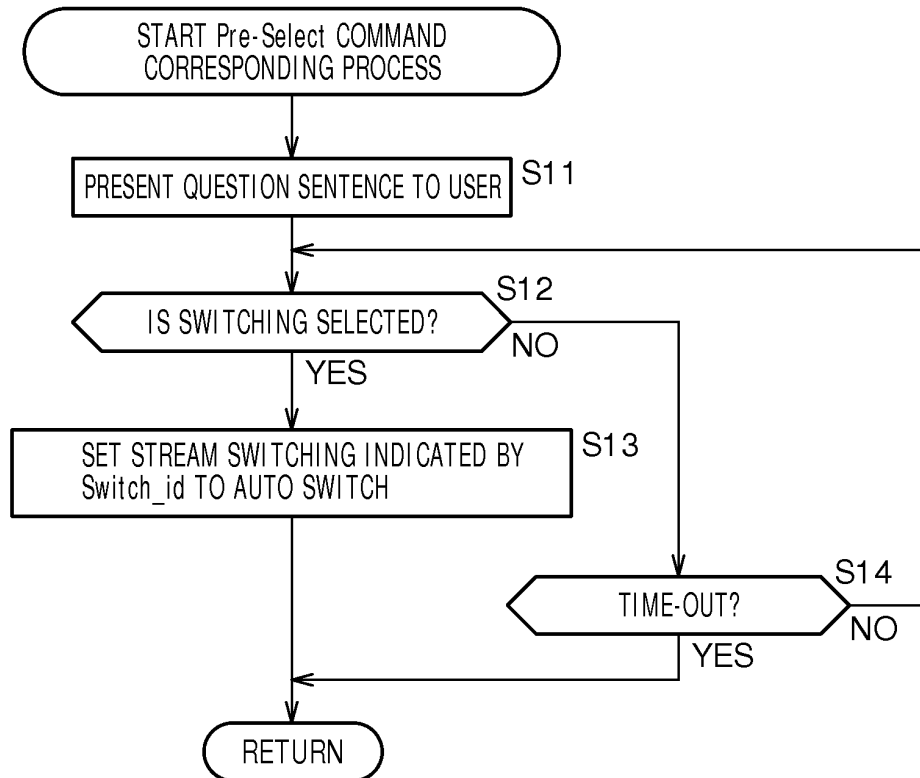 START Pre-Select COMMAND
CORRESPONDING PROCESS
S11
PRESENT QUESTION SENTENCE TO USER
S12
IS SWITCHING SELECTED?
NO
YES
S13
SET STREAM SWITCHING INDICATED BY
Switch_id TO AUTO SWITCH
S14
TIME-OUT?
NO
YES
RETURN